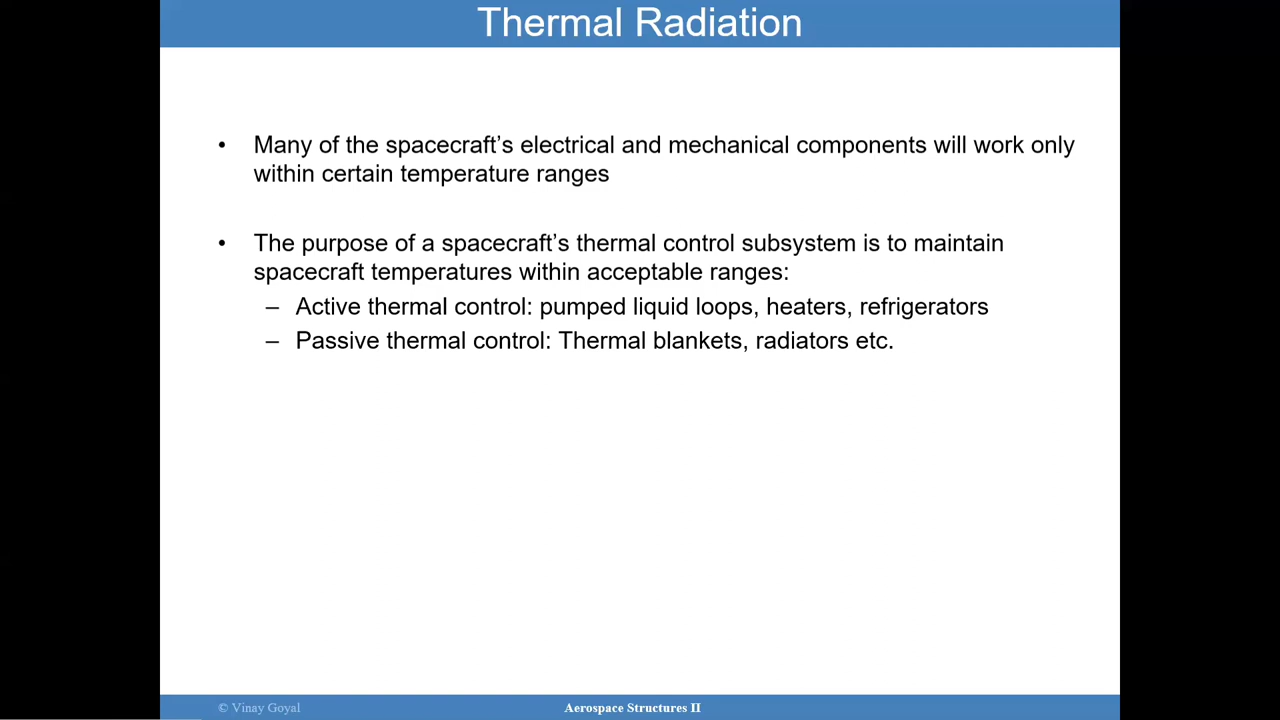 Thermal Radiation
• Many of the spacecraft’s electrical and mechanical components will work only
within certain temperature ranges
• The purpose of a spacecraft’s thermal control subsystem is to maintain
spacecraft temperatures within acceptable ranges:
– Active thermal control: pumped liquid loops, heaters, refrigerators
– Passive thermal control: Thermal blankets, radiators etc.
© Vinay Goyal
Aerospace Structures II